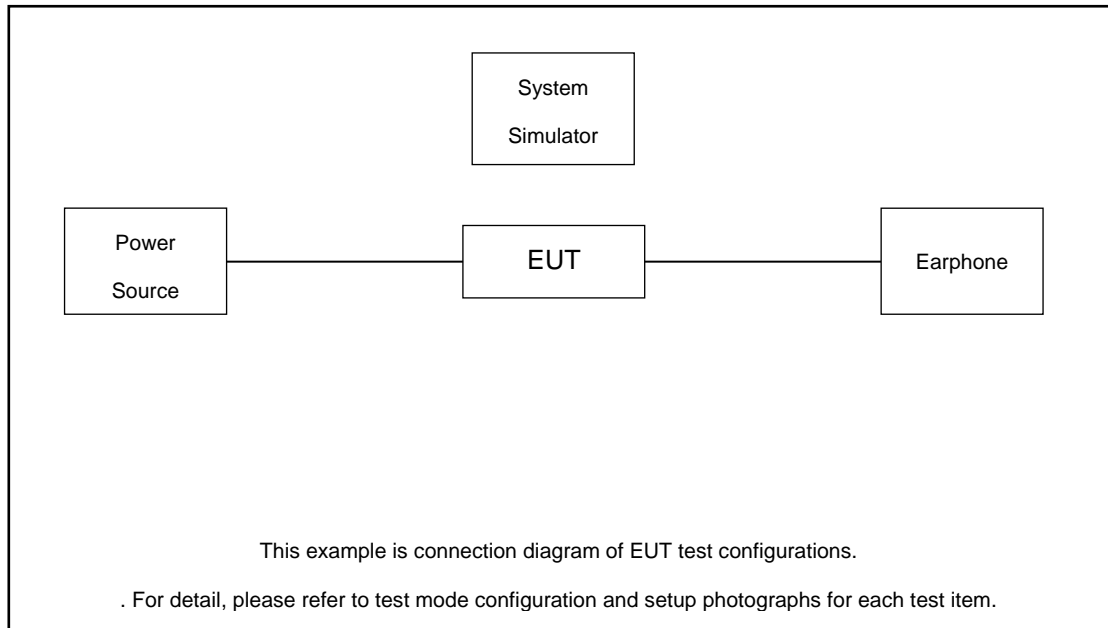 System
Simulator
Power
Source
EUT
Earphone
This example is connection diagram of EUT test configurations.
. For detail, please refer to test mode configuration and setup photographs for each test item.